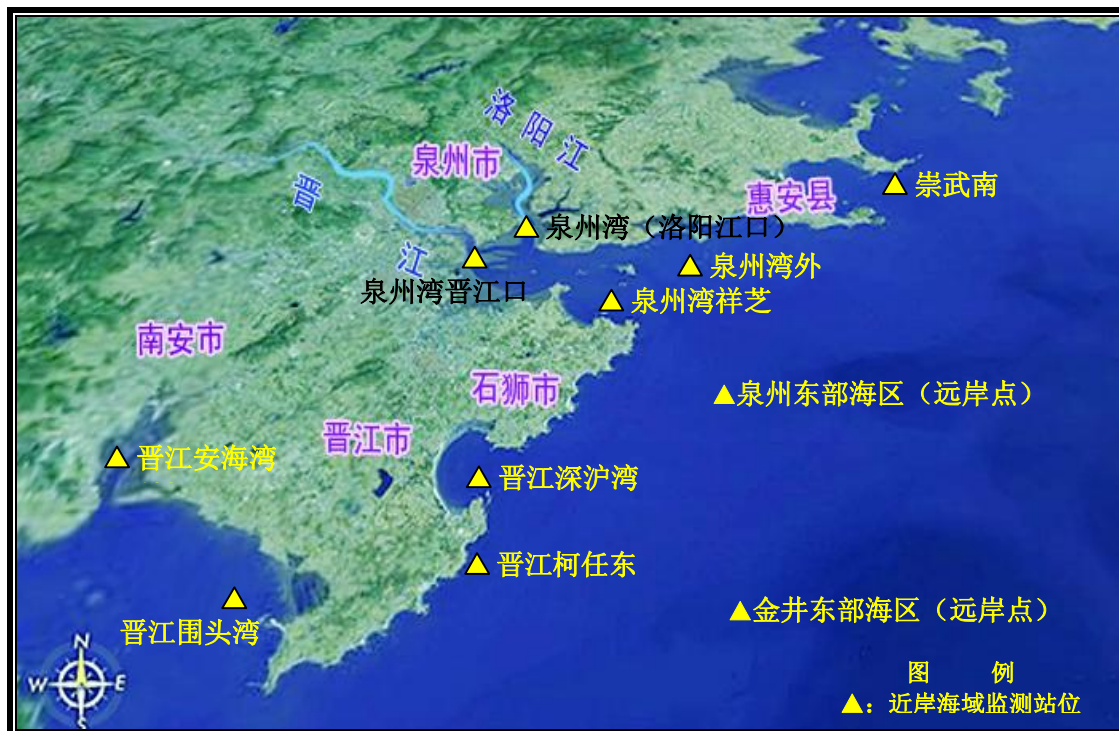 洛阳江
泉州市
晋江
惠安县
崇武南
泉州湾（洛阳江口）
泉州湾外
泉州湾晋江口
泉州湾祥芝
南安市
石狮市
▲泉州东部海区（远岸点）
晋江市
晋江安海湾
晋江深沪湾
晋江柯任东
晋江围头湾
▲金井东部海区（远岸点）
N
W E
S
图 例
▲：近岸海域监测站位